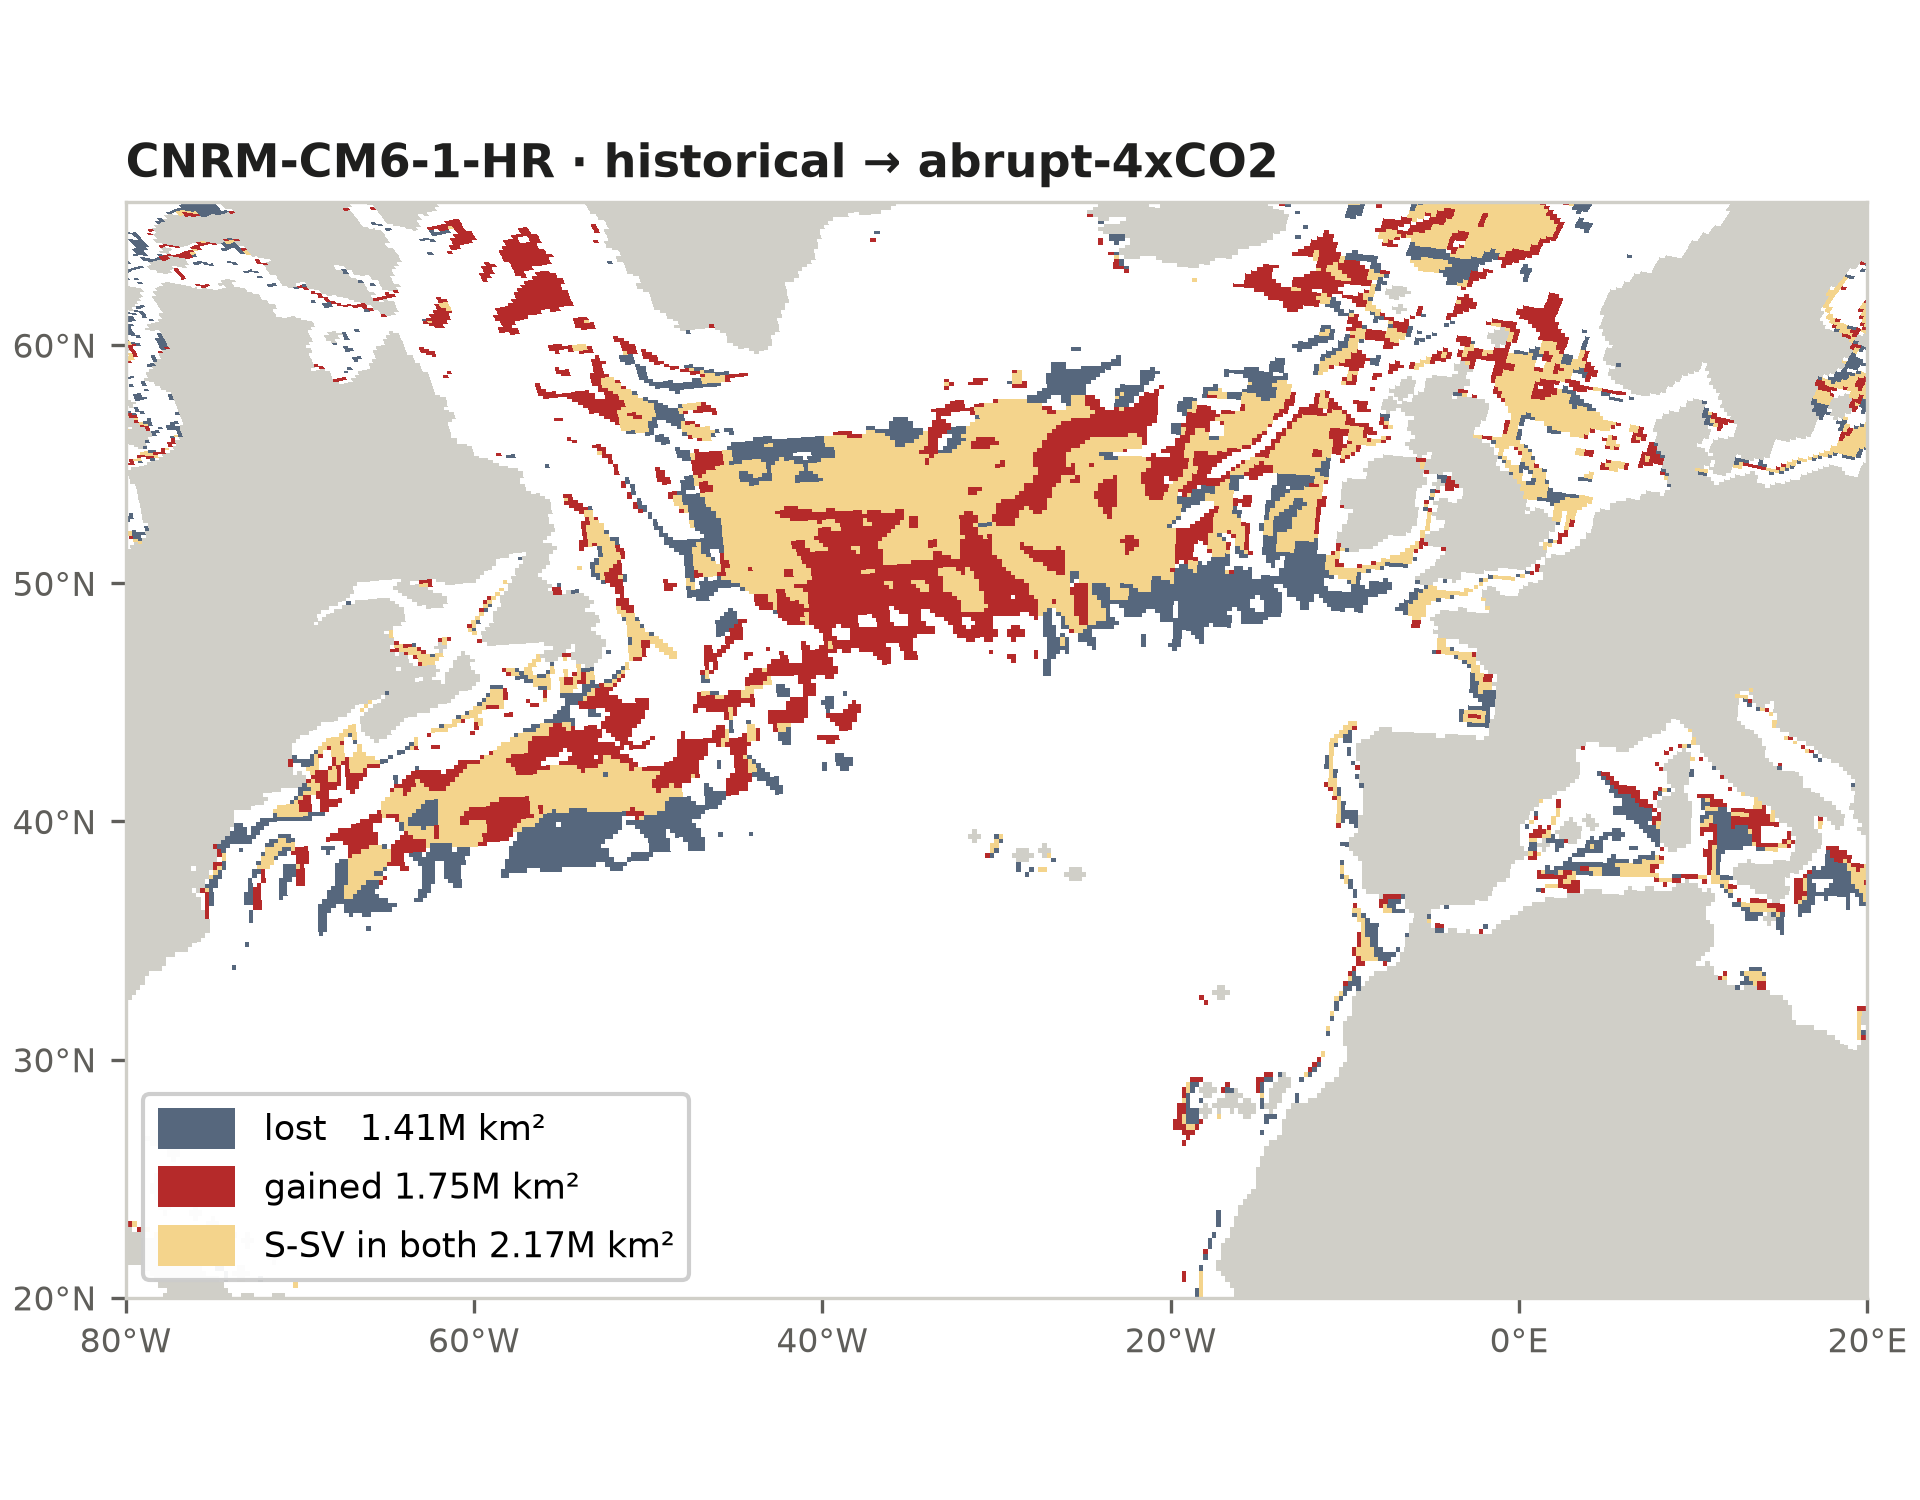 CNRM-CM6-1-HR · historical → abrupt-4xCO2
60°N
50°N
40°N
30°N
20°N
lost 1.41M km²
gained 1.75M km²
S-SV in both 2.17M km²
80°W 60°W 40°W 20°W 0°E 20°E